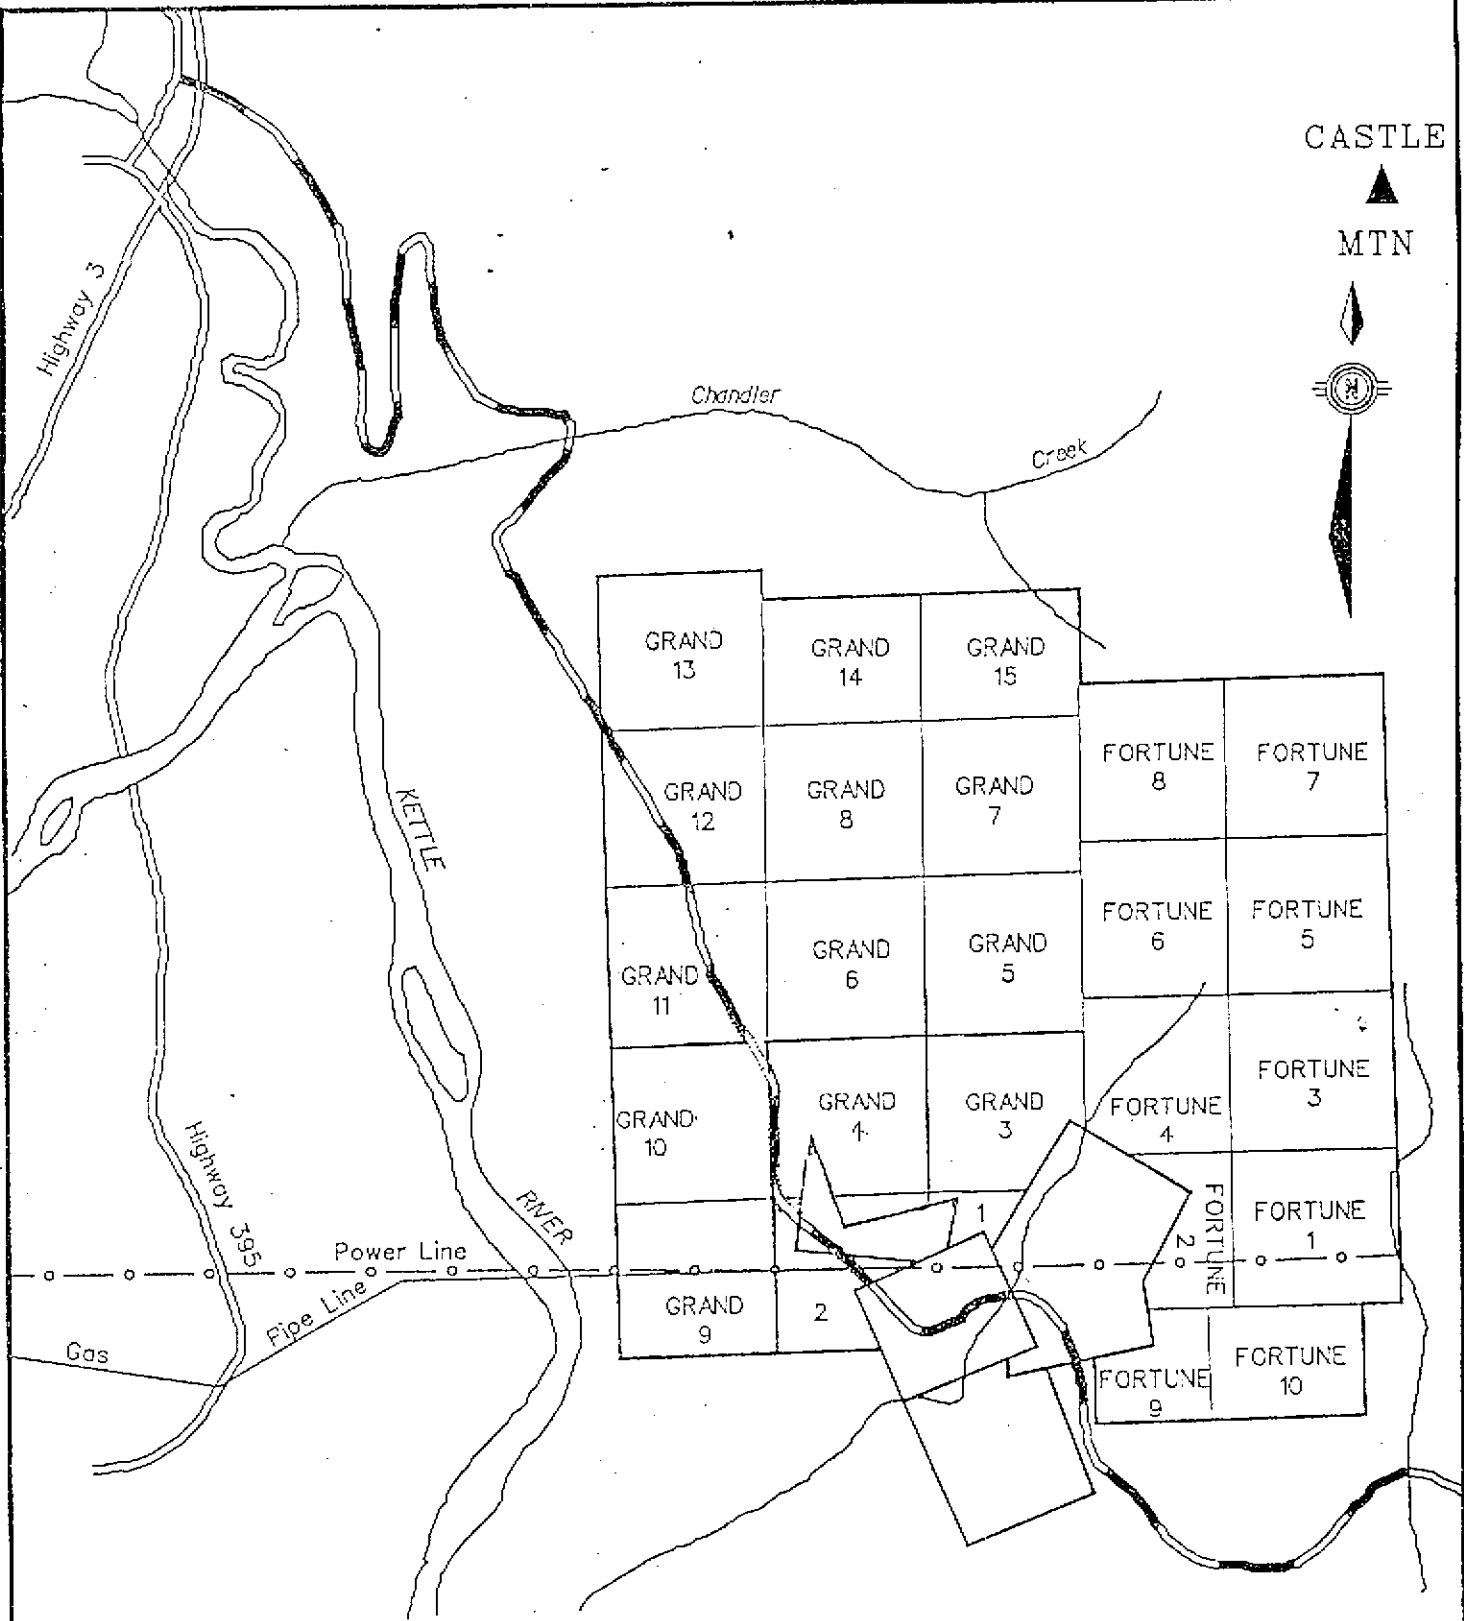 CASTLE
MTN
Highway 3
Chandler
Creek
GRAND
13
GRAND
14
GRAND
15
FORTUNE
8
FORTUNE
7
GRAND
12
GRAND
8
GRAND
7
KETTLE
FORTUNE
6
FORTUNE
5
GRAND
11
GRAND
6
GRAND
5
FORTUNE
3
GRAND
10
GRAND
4
GRAND
3
FORTUNE
4
Highway 395
RIVER
1
FORTUNE
2
FORTUNE
1
Power Line
Gas
Pipe Line
GRAND
9
2
FORTUNE
9
FORTUNE
10